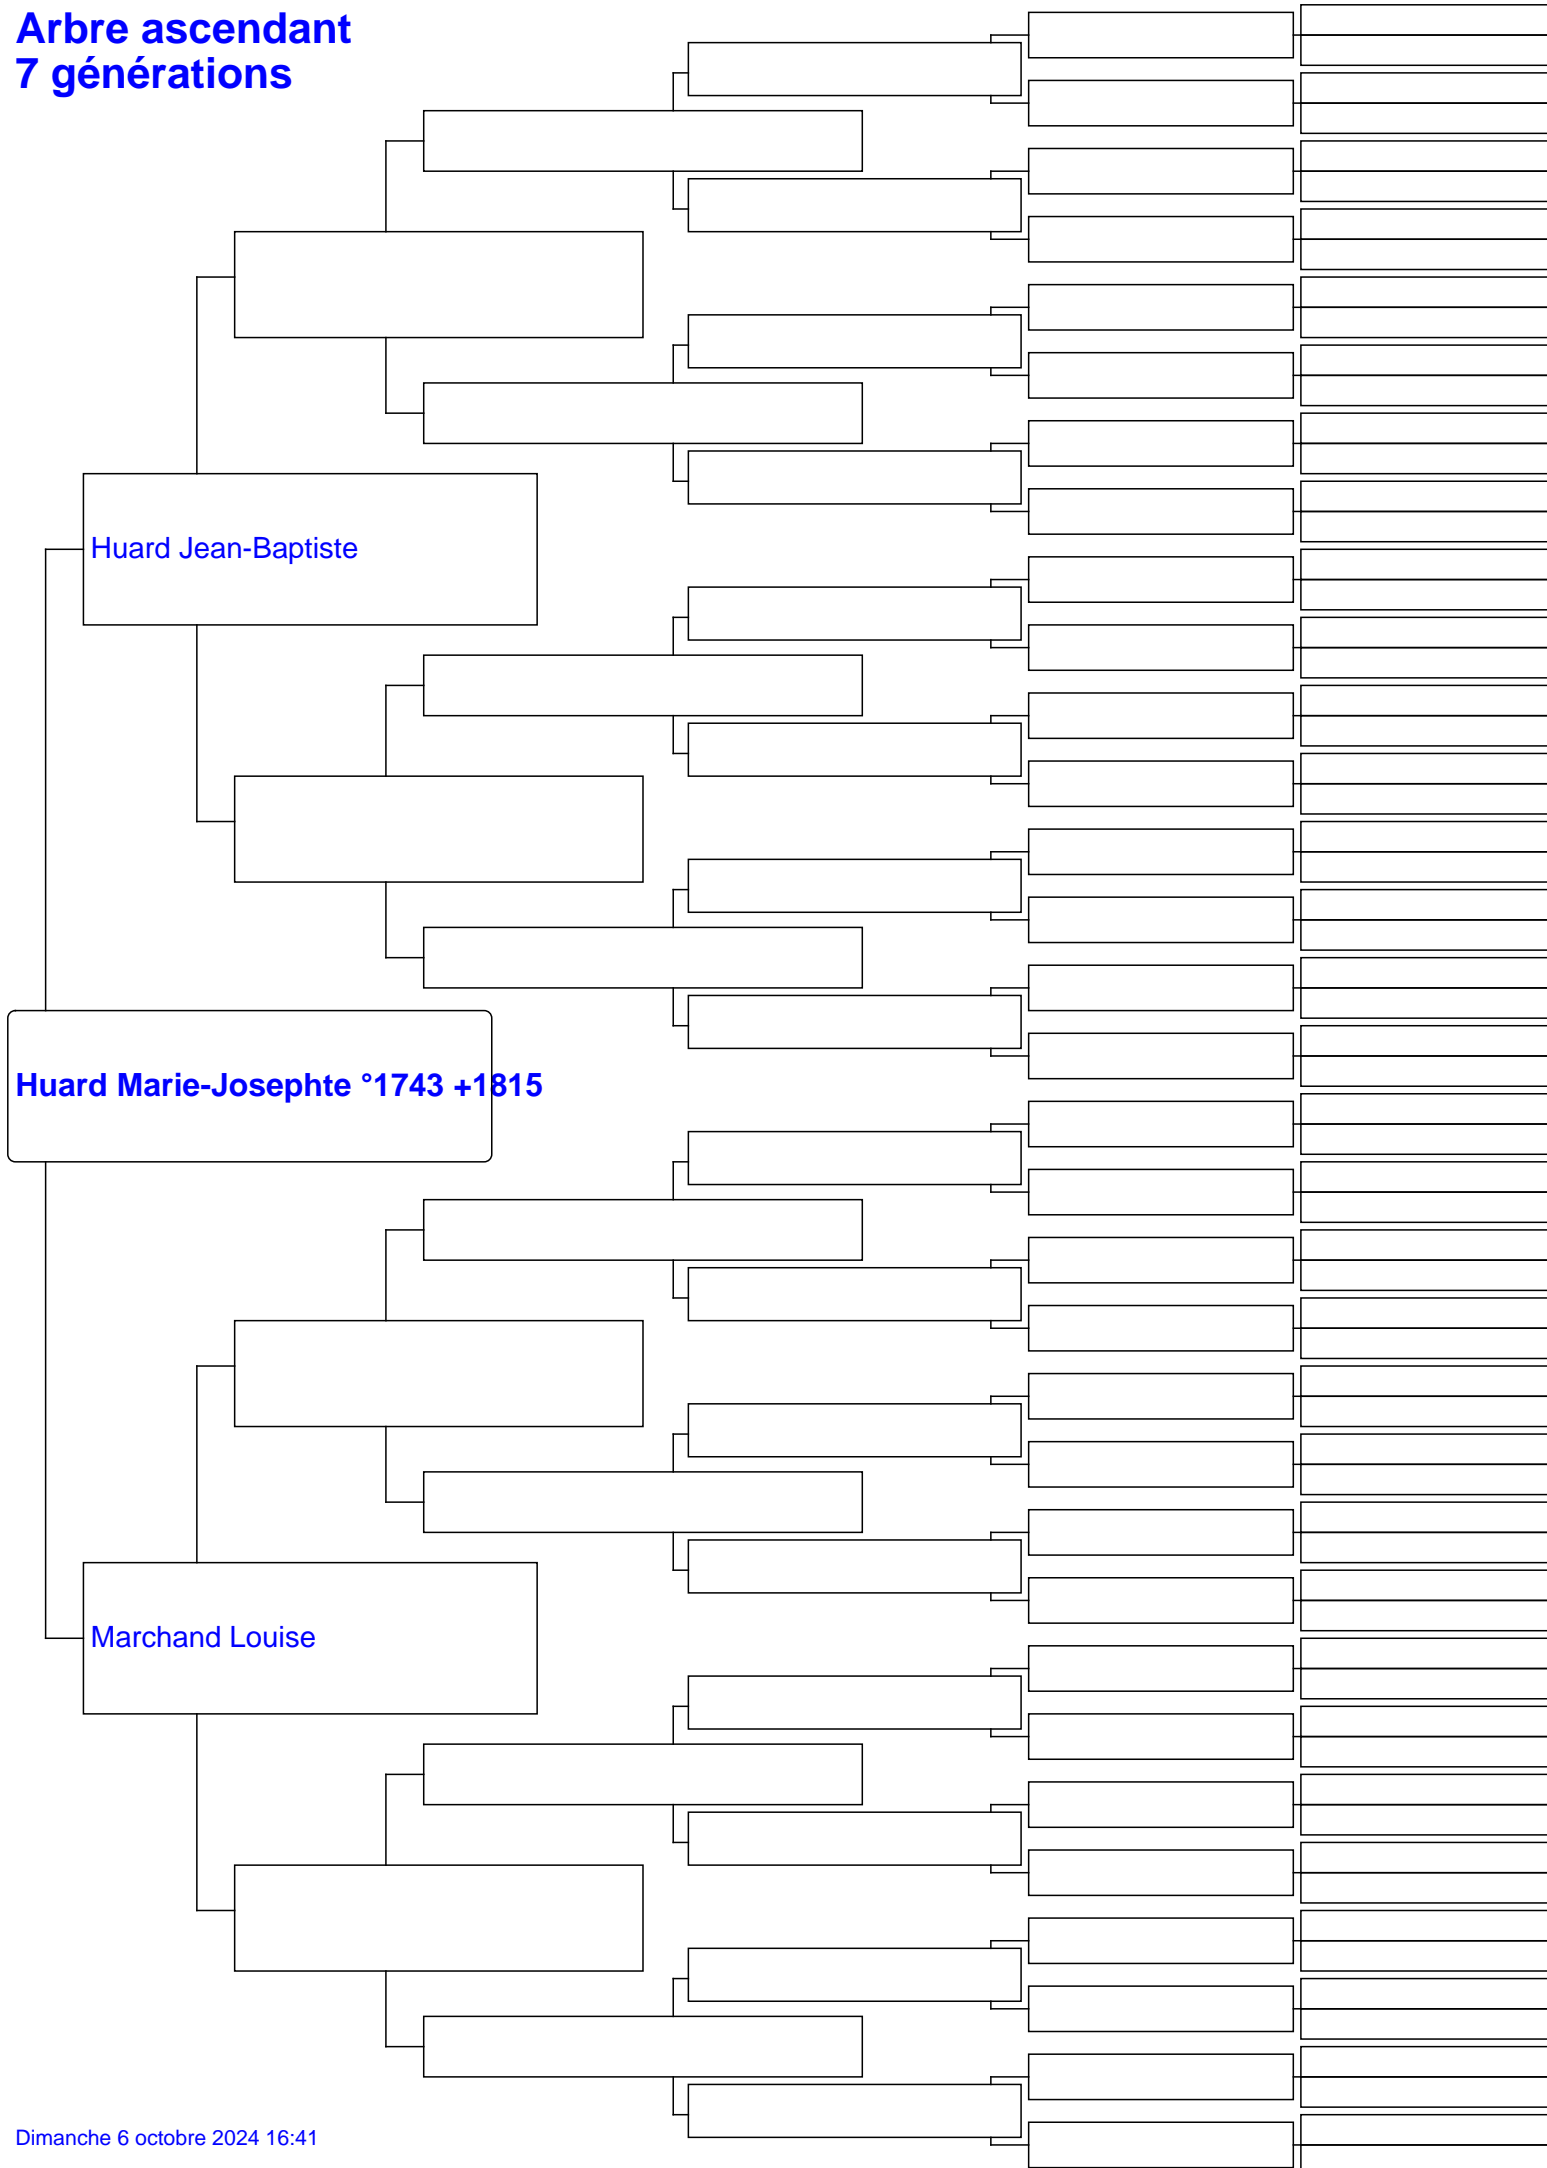 Arbre ascendant
7 générations
Huard Jean-Baptiste
Huard Marie-Josephte °1743 +1815
Marchand Louise
Dimanche 6 octobre 2024 16:41